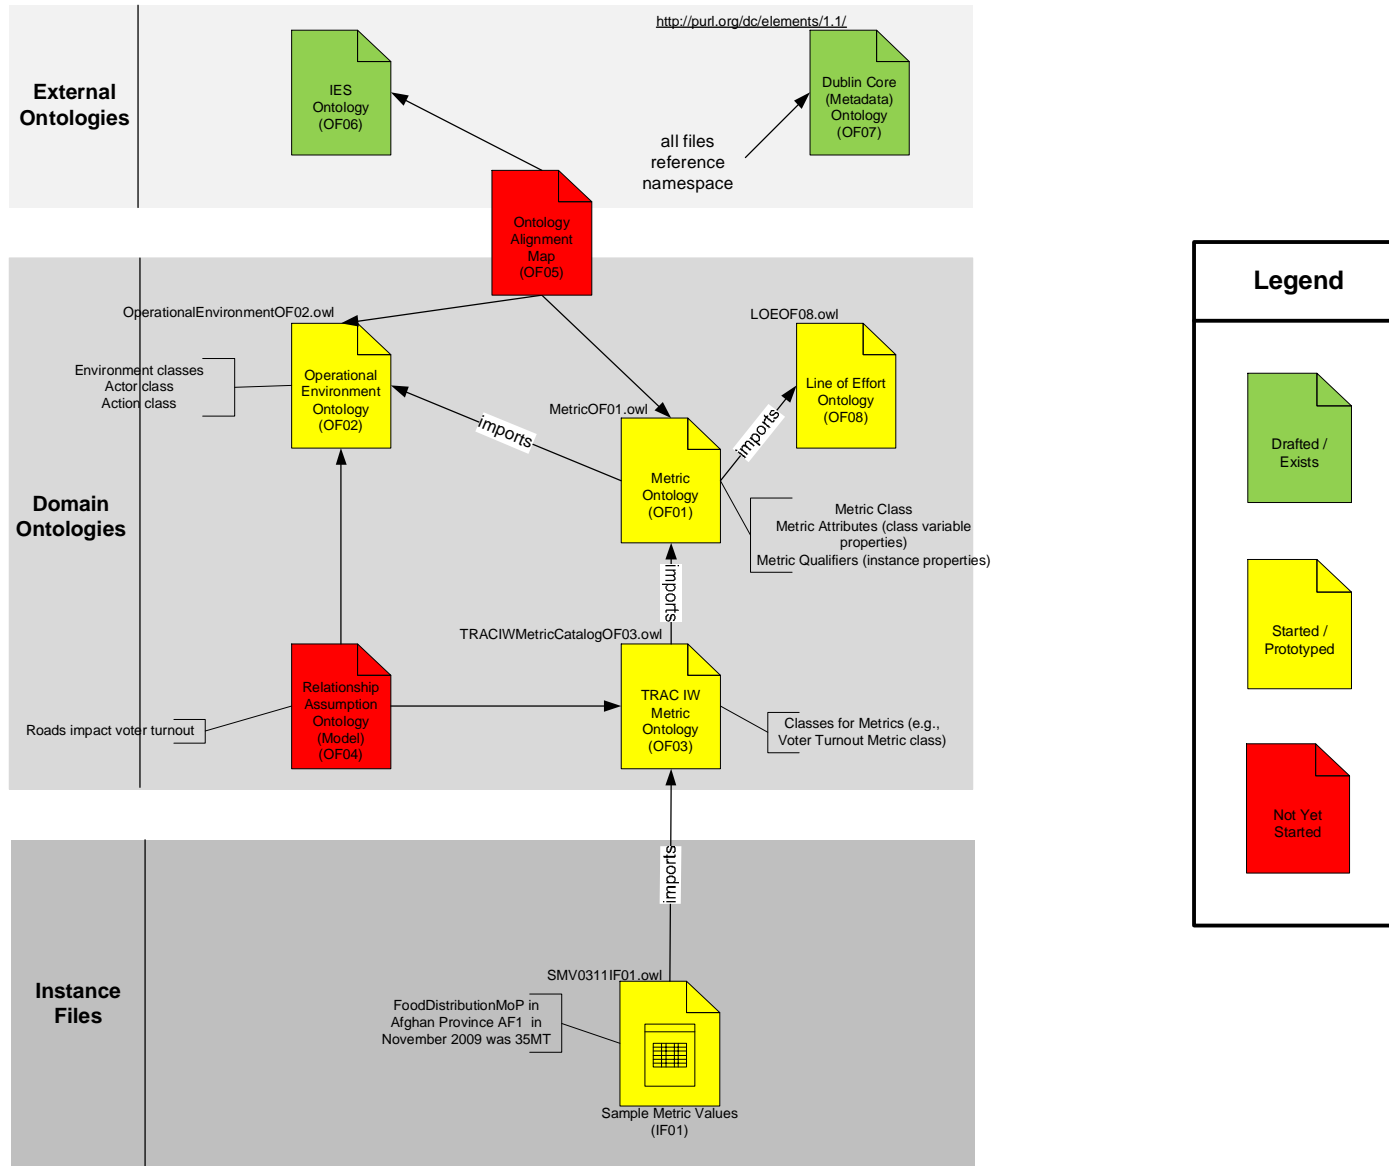 http://purl.org/dc/elements/1.1/
External
Ontologies
IES
Ontology
(OF06)
Dublin Core
(Metadata)
Ontology
(OF07)
all files
reference
namespace
Ontology
Alignment
Map
(OF05)
Legend
OperationalEnvironmentOF02.owl
LOEOF08.owl
Environment classes
Actor class
Action class
Operational
Environment
Ontology
(OF02)
Line of Effort
Ontology
(OF08)
imports
MetricOF01.owl
imports
Metric
Ontology
(OF01)
Drafted /
Exists
Domain
Ontologies
Metric Class
Metric Attributes (class variable
properties)
Metric Qualifiers (instance properties)
imports
Started /
Prototyped
TRACIWMetricCatalogOF03.owl
Roads impact voter turnout
Relationship
Assumption
Ontology
(Model)
(OF04)
TRAC IW
Metric
Ontology
(OF03)
Classes for Metrics (e.g.,
Voter Turnout Metric class)
Not Yet
Started
imports
Instance
Files
SMV0311IF01.owl
FoodDistributionMoP in
Afghan Province AF1 in
November 2009 was 35MT
Sample Metric Values
(IF01)